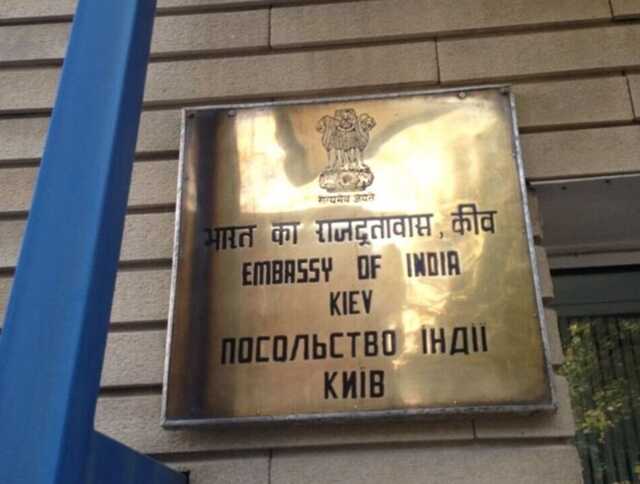 सत्यमेव जयते
भारत का राजदूतावास, कीव
EMBASSY OF INDIA
KIEV
ПОСОЛЬСТВО ІНДІЇ
КИЇВ